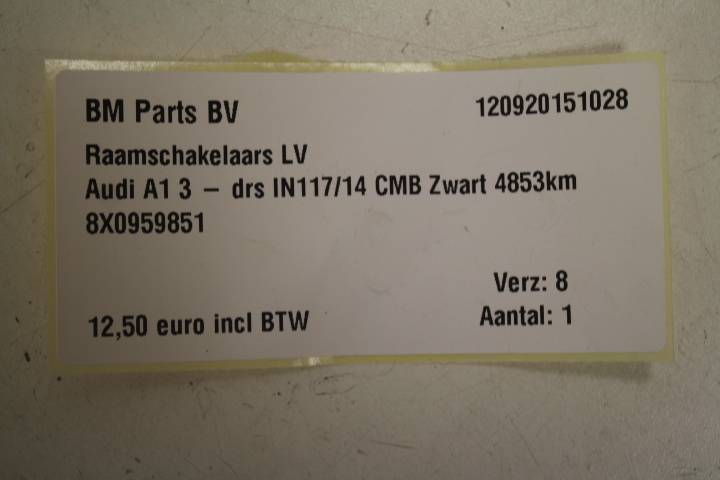 BM Parts BV 120920151028
Raamschakelaars LV
Audi A1 3 – drs IN117/14 CMB Zwart 4853km
8X0959851
Verz: 8
12,50 euro incl BTW Aantal: 1